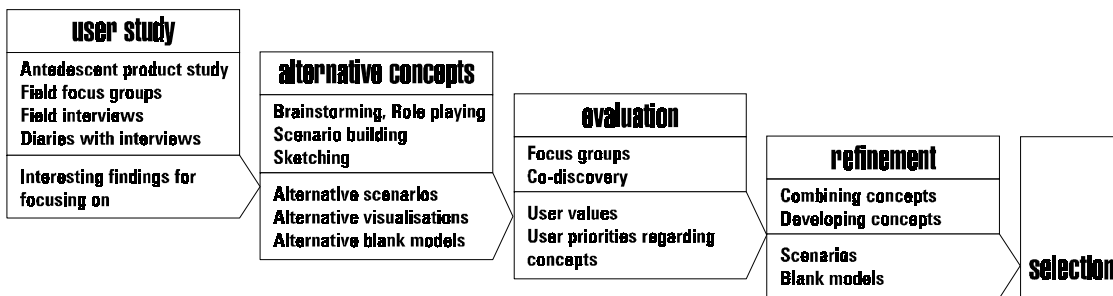 user study
Antedescent product study
Field focus groups
Field interviews
Diaries with interviews
Interesting findings for
focusing on
alternative concepts
Brainstorming, Role playing
Scenario building
Sketching
Alternative scenarios
Alternative visualisations
Alternative blank models
evaluation
Focus groups
Co-discovery
User values
User priorities regarding
concepts
refinement
Combining concepts
Developing concepts
Scenarios
Blank models
selection